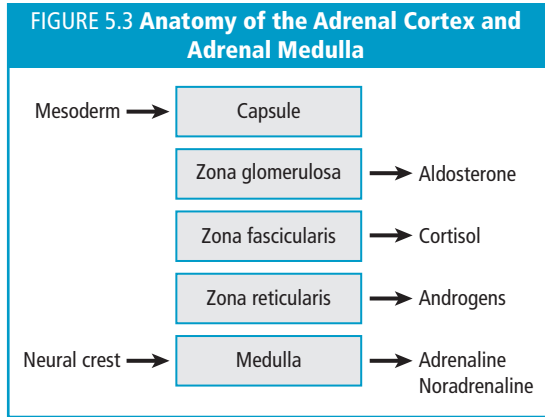 FIGURE 5.3 Anatomy of the Adrenal Cortex and
Adrenal Medulla
Mesoderm
Capsule
Zona glomerulosa
Aldosterone
Zona fascicularis
Cortisol
Zona reticularis
Androgens
Neural crest
Medulla
Adrenaline
Noradrenaline